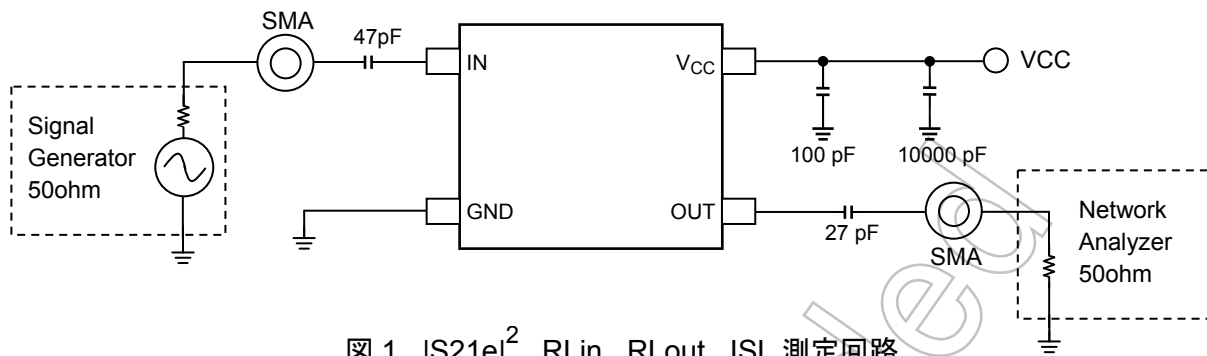 SMA
47pF
IN
V_CC
VCC
Signal
Generator
50ohm
100 pF
10000 pF
GND
OUT
27 pF
SMA
Network
Analyzer
50ohm
図 1 |S21e|^2 RLin RLout ISL 測定回路